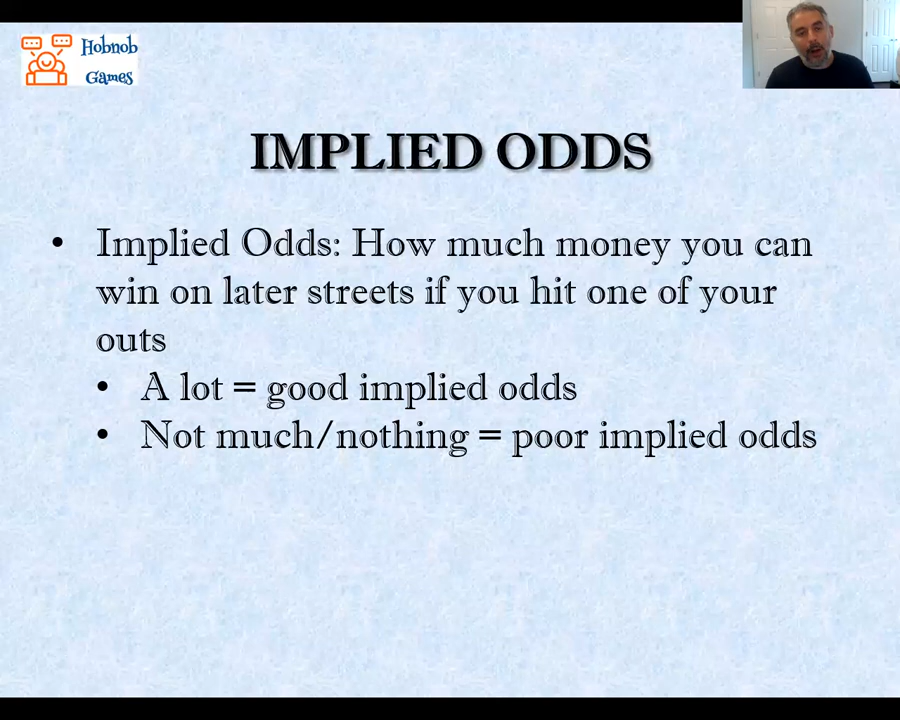 Hobnob
Games
IMPLIED ODDS
• Implied Odds: How much money you can
win on later streets if you hit one of your
outs
• A lot = good implied odds
• Not much/nothing = poor implied odds